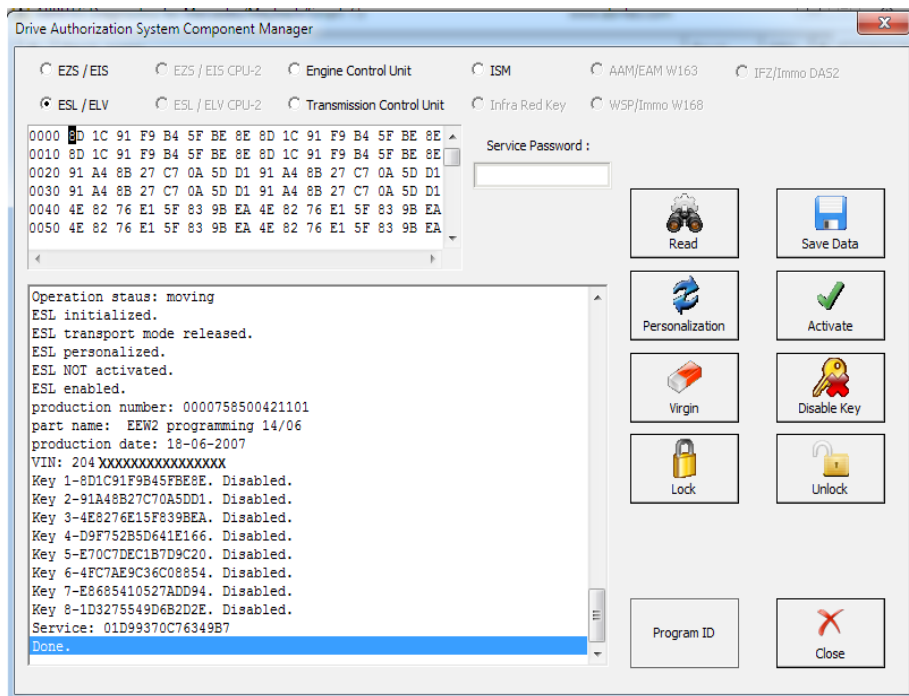 Drive Authorization System Component Manager
EZS / EIS
EZS / EIS CPU-2
Engine Control Unit
ISM
AAM/EAM W163
IFZ/Immo DAS2
ESL / ELV
ESL / ELV CPU-2
Transmission Control Unit
Infra Red Key
WSP/Immo W168
0000 8D 1C 91 F9 B4 5F BE 8E 8D 1C 91 F9 B4 5F BE 8E
0010 8D 1C 91 F9 B4 5F BE 8E 8D 1C 91 F9 B4 5F BE 8E
0020 91 A4 8B 27 C7 0A 5D D1 91 A4 8B 27 C7 0A 5D D1
0030 91 A4 8B 27 C7 0A 5D D1 91 A4 8B 27 C7 0A 5D D1
0040 4E 82 76 E1 5F 83 9B EA 4E 82 76 E1 5F 83 9B EA
0050 4E 82 76 E1 5F 83 9B EA 4E 82 76 E1 5F 83 9B EA
Service Password :
Read
Save Data
Personalization
Activate
Virgin
Disable Key
Lock
Unlock
Operation staus: moving
ESL initialized.
ESL transport mode released.
ESL personalized.
ESL NOT activated.
ESL enabled.
production number: 0000758500421101
part name: EEW2 programming 14/06
production date: 18-06-2007
VIN: 204 XXXXXXXXXXXXXXXX
Key 1-8D1C91F9B45FBE8E. Disabled.
Key 2-91A48B27C70A5DD1. Disabled.
Key 3-4E8276E15F839BEA. Disabled.
Key 4-D9F752B5D641E166. Disabled.
Key 5-E70C7DEC1B7D9C20. Disabled.
Key 6-4FC7AE9C36C08854. Disabled.
Key 7-E8685410527ADD94. Disabled.
Key 8-1D3275549D6B2D2E. Disabled.
Service: 01D99370C76349B7
Done.
Program ID
Close